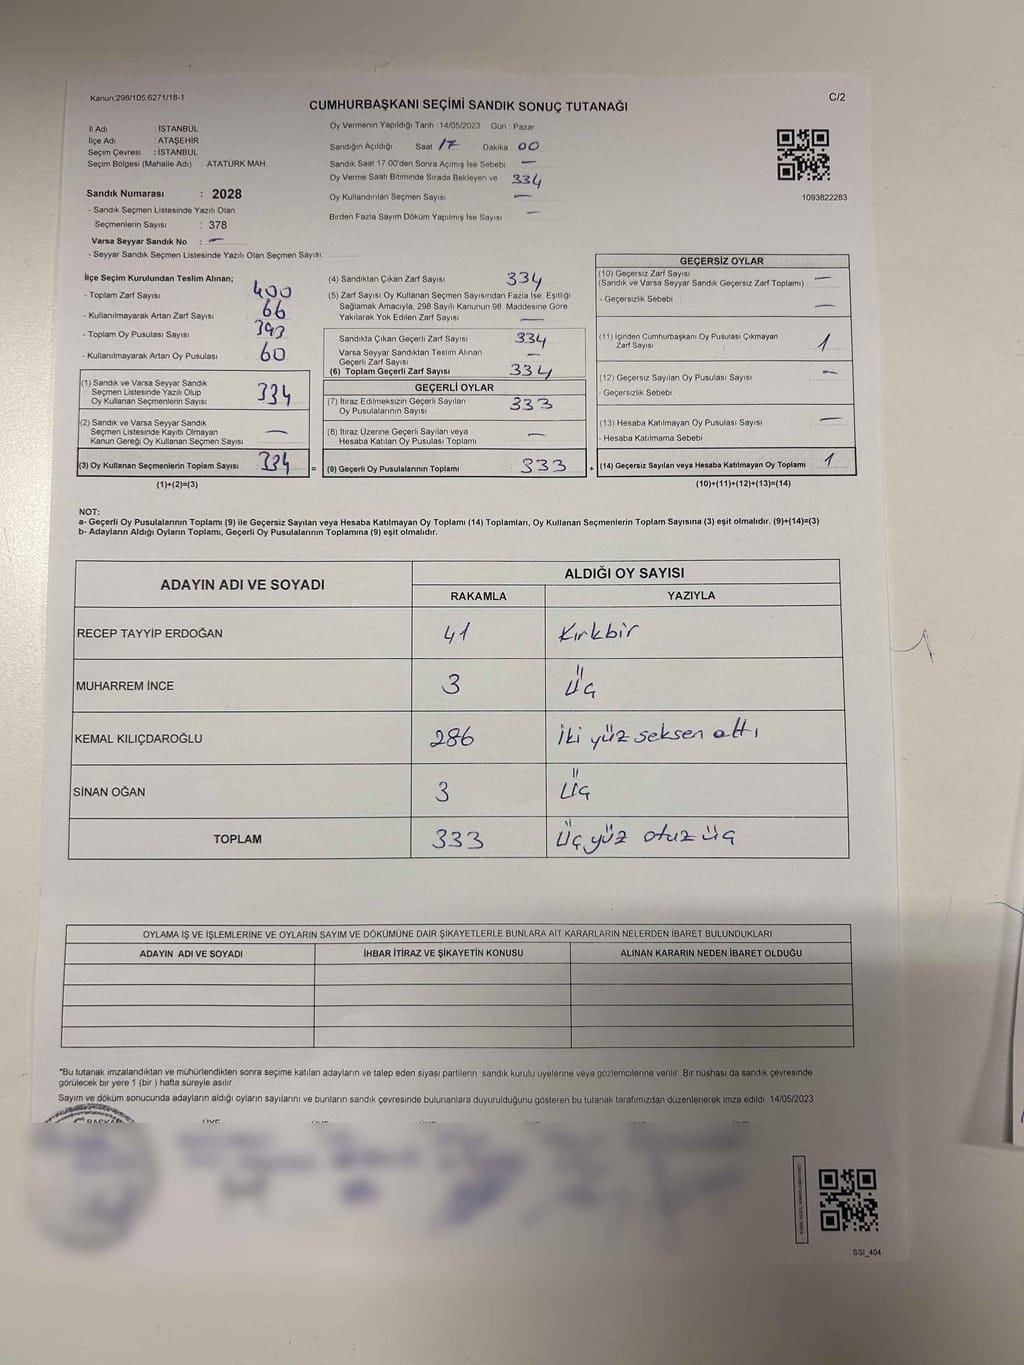 Kanun:298/105;6271/18-1
C/2
CUMHURBAŞKANI SEÇİMİ SANDIK SONUÇ TUTANAĞI
İl Adı : İSTANBUL
İlçe Adı : ATAŞEHİR
Seçim Çevresi : İSTANBUL
Seçim Bölgesi (Mahalle Adı) : ATATÜRK MAH.
Sandık Numarası : 2028
- Sandık Seçmen Listesinde Yazılı Olan
Seçmenlerin Sayısı : 378
Varsa Seyyar Sandık No : —
- Seyyar Sandık Seçmen Listesinde Yazılı Olan Seçmen Sayısı:
Oy Vermenin Yapıldığı Tarih : 14/05/2023 Gün : Pazar
Sandığın Açıldığı Saat 17 Dakika 00
Sandık Saat 17.00'den Sonra Açılmış İse Sebebi —
Oy Verme Saati Bitiminde Sırada Bekleyen ve 334
Oy Kullandırılan Seçmen Sayısı —
Birden Fazla Sayım Döküm Yapılmış İse Sayısı —
1093822283
İlçe Seçim Kurulundan Teslim Alınan;
- Toplam Zarf Sayısı : 400
- Kullanılmayarak Artan Zarf Sayısı : 66
- Toplam Oy Pusulası Sayısı : 393
- Kullanılmayarak Artan Oy Pusulası : 60
(1) Sandık ve Varsa Seyyar Sandık
Seçmen Listesinde Yazılı Olup
Oy Kullanan Seçmenlerin Sayısı 334
(2) Sandık ve Varsa Seyyar Sandık
Seçmen Listesinde Kayıtlı Olmayan
Kanun Gereği Oy Kullanan Seçmen Sayısı —
(3) Oy Kullanan Seçmenlerin Toplam Sayısı 334
(1)+(2)=(3)
(4) Sandıktan Çıkan Zarf Sayısı 334
(5) Zarf Sayısı Oy Kullanan Seçmen Sayısından Fazla İse, Eşitliği
Sağlamak Amacıyla, 298 Sayılı Kanunun 98. Maddesine Göre
Yakılarak Yok Edilen Zarf Sayısı —
Sandıkta Çıkan Geçerli Zarf Sayısı 334
Varsa Seyyar Sandıktan Teslim Alınan
Geçerli Zarf Sayısı —
(6) Toplam Geçerli Zarf Sayısı 334
GEÇERLİ OYLAR
(7) İtiraz Edilmeksizin Geçerli Sayılan
Oy Pusulalarının Sayısı 333
(8) İtiraz Üzerine Geçerli Sayılan veya
Hesaba Katılan Oy Pusulası Toplamı —
= (9) Geçerli Oy Pusulalarının Toplamı 333
GEÇERSİZ OYLAR
(10) Geçersiz Zarf Sayısı —
(Sandık ve Varsa Seyyar Sandık Geçersiz Zarf Toplamı) :
- Geçersizlik Sebebi : —
(11) İçinden Cumhurbaşkanı Oy Pusulası Çıkmayan
Zarf Sayısı : 1
(12) Geçersiz Sayılan Oy Pusulası Sayısı : —
- Geçersizlik Sebebi :
(13) Hesaba Katılmayan Oy Pusulası Sayısı : —
- Hesaba Katılmama Sebebi :
+ (14) Geçersiz Sayılan veya Hesaba Katılmayan Oy Toplamı : 1
(10)+(11)+(12)+(13)=(14)
NOT:
a- Geçerli Oy Pusulalarının Toplamı (9) ile Geçersiz Sayılan veya Hesaba Katılmayan Oy Toplamı (14) Toplamları, Oy Kullanan Seçmenlerin Toplam Sayısına (3) eşit olmalıdır. (9)+(14)=(3)
b- Adayların Aldığı Oyların Toplamı, Geçerli Oy Pusulalarının Toplamına (9) eşit olmalıdır.
ADAYIN ADI VE SOYADI ALDIĞI OY SAYISI
RAKAMLA YAZIYLA
RECEP TAYYİP ERDOĞAN 41 Kırkbir
MUHARREM İNCE 3 Üç
KEMAL KILIÇDAROĞLU 286 İki yüz seksen altı
SİNAN OĞAN 3 Üç
TOPLAM 333 Üç yüz otuz üç
OYLAMA İŞ VE İŞLEMLERİNE VE OYLARIN SAYIM VE DÖKÜMÜNE DAİR ŞİKAYETLERLE BUNLARA AİT KARARLARIN NELERDEN İBARET BULUNDUKLARI
ADAYIN ADI VE SOYADI İHBAR İTİRAZ VE ŞİKAYETİN KONUSU ALINAN KARARIN NEDEN İBARET OLDUĞU
*Bu tutanak imzalandıktan ve mühürlendikten sonra seçime katılan adayların ve talep eden siyasi partilerin sandık kurulu üyelerine veya gözlemcilerine verilir. Bir nüshası da sandık çevresinde
görülecek bir yere 1 (bir ) hafta süreyle asılır.
Sayım ve döküm sonucunda adayların aldığı oyların sayılarını ve bunların sandık çevresinde bulunanlara duyurulduğunu gösteren bu tutanak tarafımızdan düzenlenerek imza edildi. 14/05/2023
SSİ_404